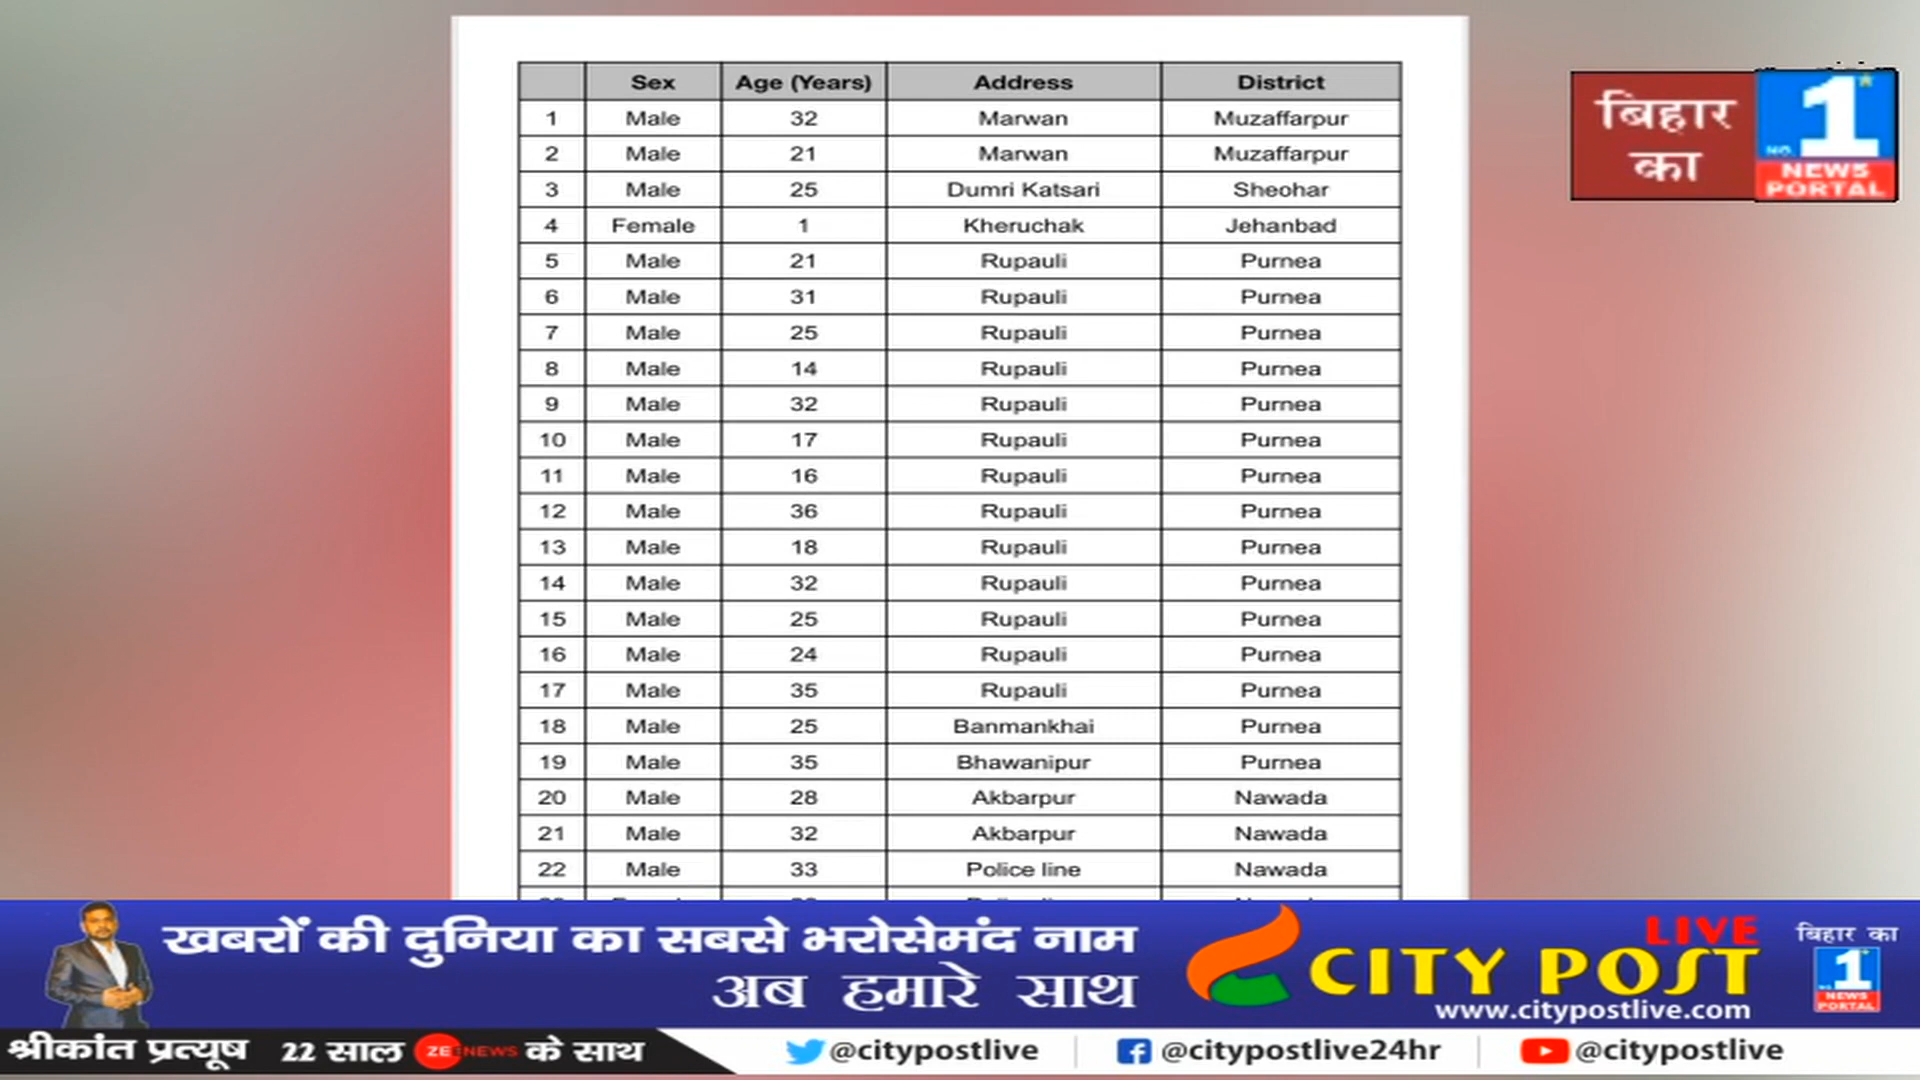 Sex Age (Years) Address District
1 Male 32 Marwan Muzaffarpur
2 Male 21 Marwan Muzaffarpur
3 Male 25 Dumri Katsari Sheohar
4 Female 1 Kheruchak Jehanbad
5 Male 21 Rupauli Purnea
6 Male 31 Rupauli Purnea
7 Male 25 Rupauli Purnea
8 Male 14 Rupauli Purnea
9 Male 32 Rupauli Purnea
10 Male 17 Rupauli Purnea
11 Male 16 Rupauli Purnea
12 Male 36 Rupauli Purnea
13 Male 18 Rupauli Purnea
14 Male 32 Rupauli Purnea
15 Male 25 Rupauli Purnea
16 Male 24 Rupauli Purnea
17 Male 35 Rupauli Purnea
18 Male 25 Banmankhai Purnea
19 Male 35 Bhawanipur Purnea
20 Male 28 Akbarpur Nawada
21 Male 32 Akbarpur Nawada
22 Male 33 Police line Nawada
बिहार
का
NO. 1
NEWS
PORTAL
खबरों की दुनिया का सबसे भरोसेमंद नाम
अब हमारे साथ
LIVE
CITY POST
www.citypostlive.com
बिहार का
1
NEWS
PORTAL
श्रीकांत प्रत्यूष 22 साल ZEE NEWS के साथ
@citypostlive @citypostlive24hr @citypostlive